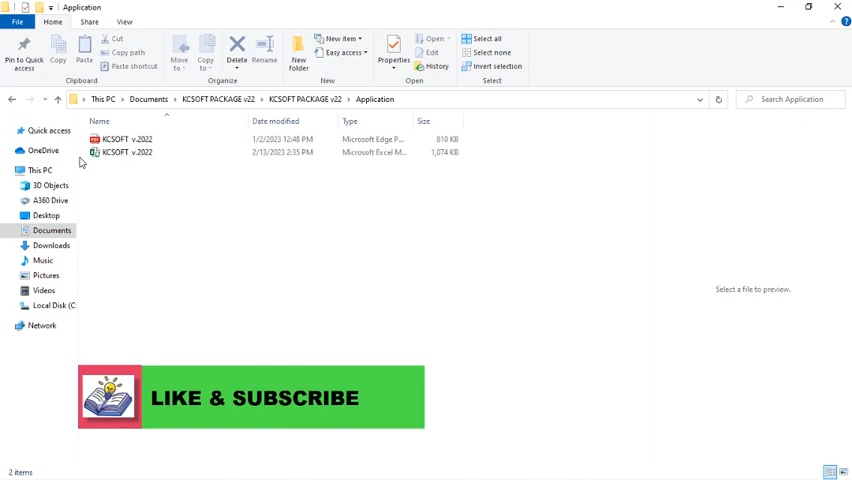 Application
File Home Share View
Pin to Quick access
Copy
Paste
Cut
Copy path
Paste shortcut
Clipboard
Move to
Copy to
Delete
Rename
Organize
New folder
New item
Easy access
New
Properties
Open
Edit
History
Open
Select all
Select none
Invert selection
Select
This PC > Documents > KCSOFT PACKAGE v22 > KCSOFT PACKAGE v22 > Application
Search Application
Name Date modified Type Size
KCSOFT v.2022 1/2/2023 12:48 PM Microsoft Edge P... 810 KB
KCSOFT v.2022 2/13/2023 2:35 PM Microsoft Excel M... 1,074 KB
Quick access
OneDrive
This PC
3D Objects
A360 Drive
Desktop
Documents
Downloads
Music
Pictures
Videos
Local Disk (C
Network
Select a file to preview.
LIKE & SUBSCRIBE
2 items